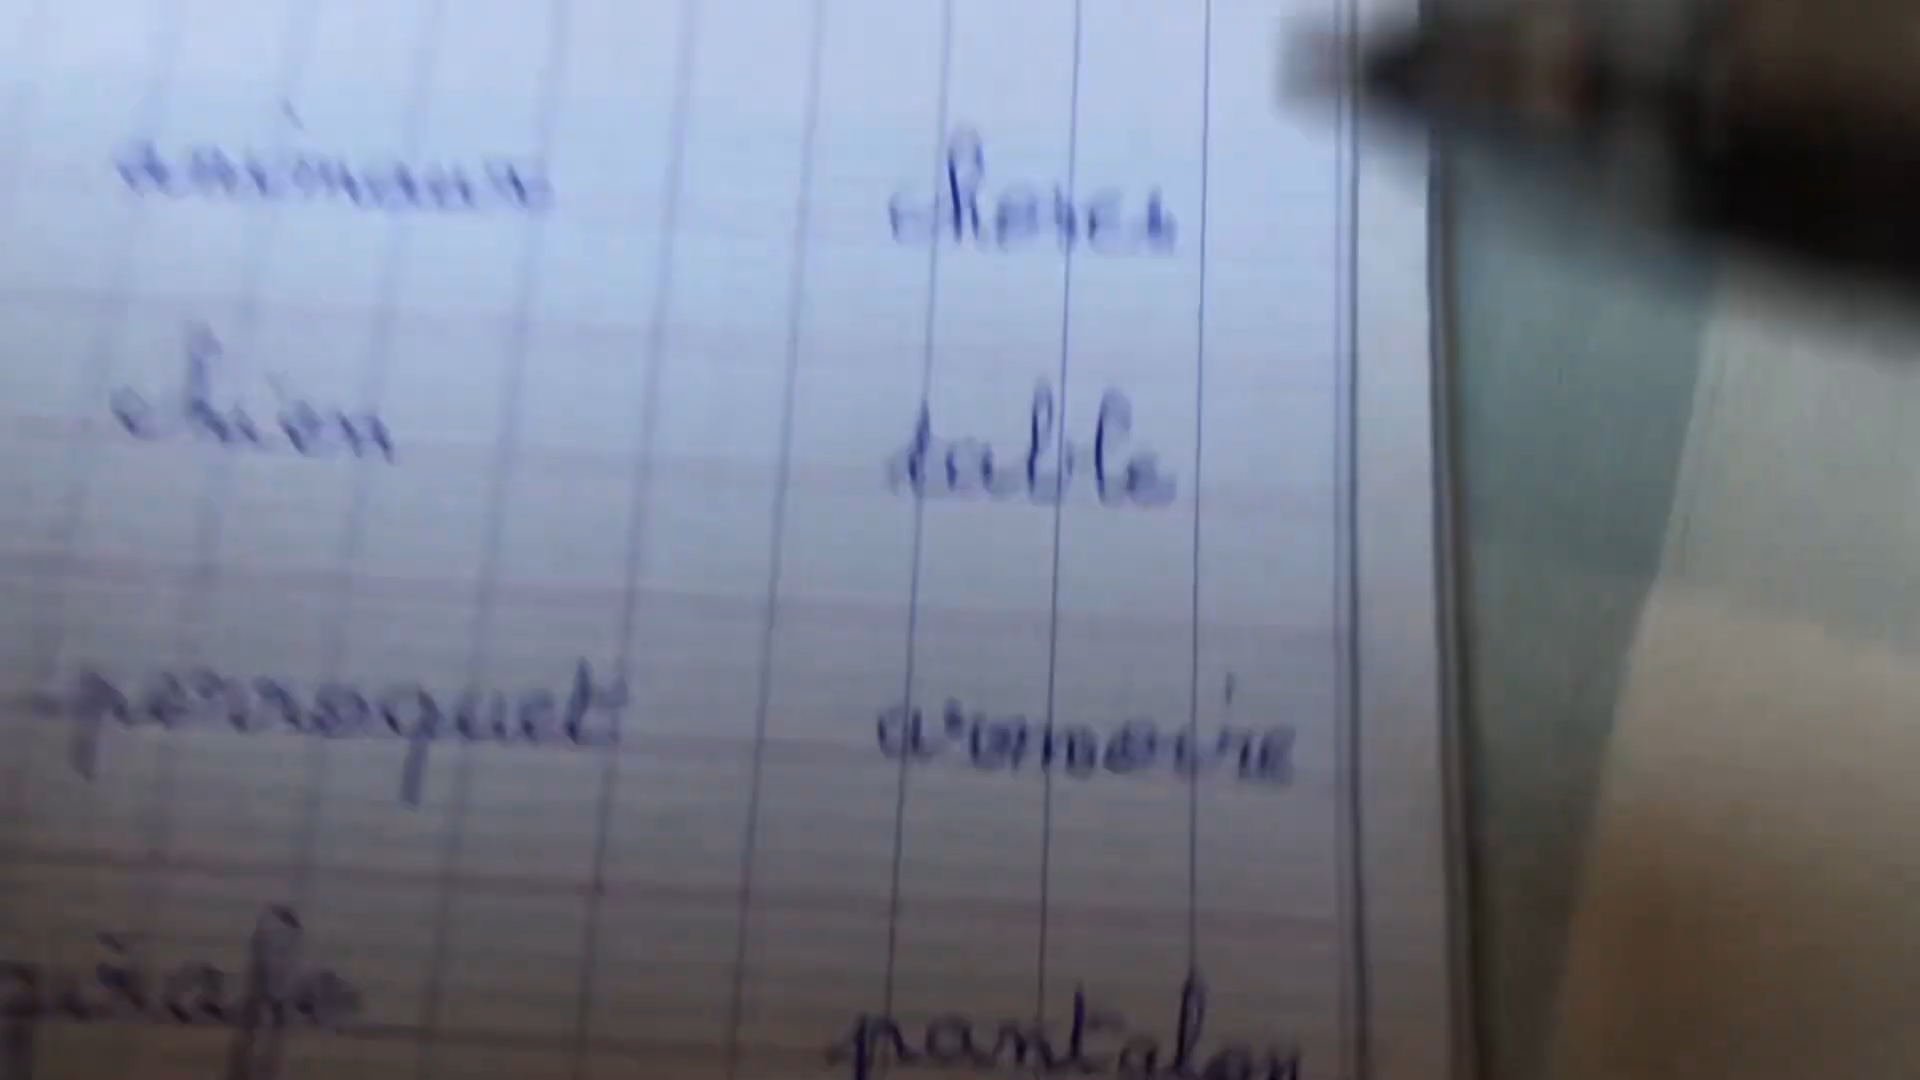 animaux choses
chien table
perroquet armoire
girafe pantalon